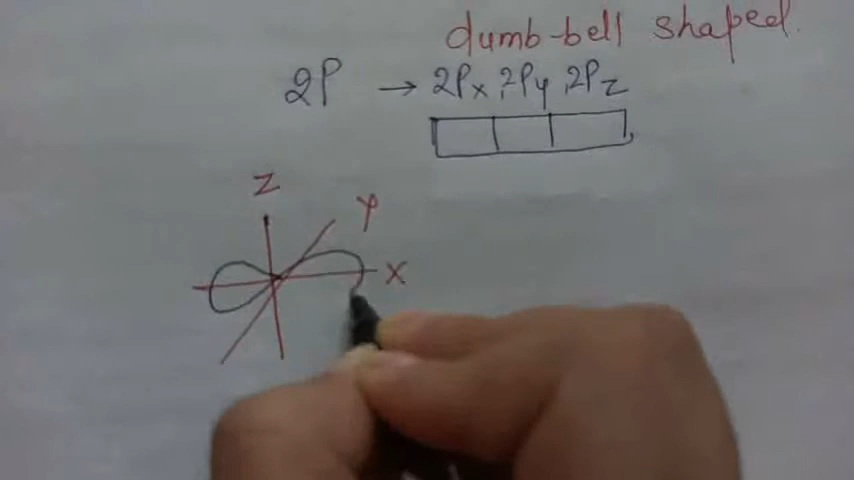 dumb-bell shaped.
2P → 2Px, 2Py, 2Pz
Z
Y
X